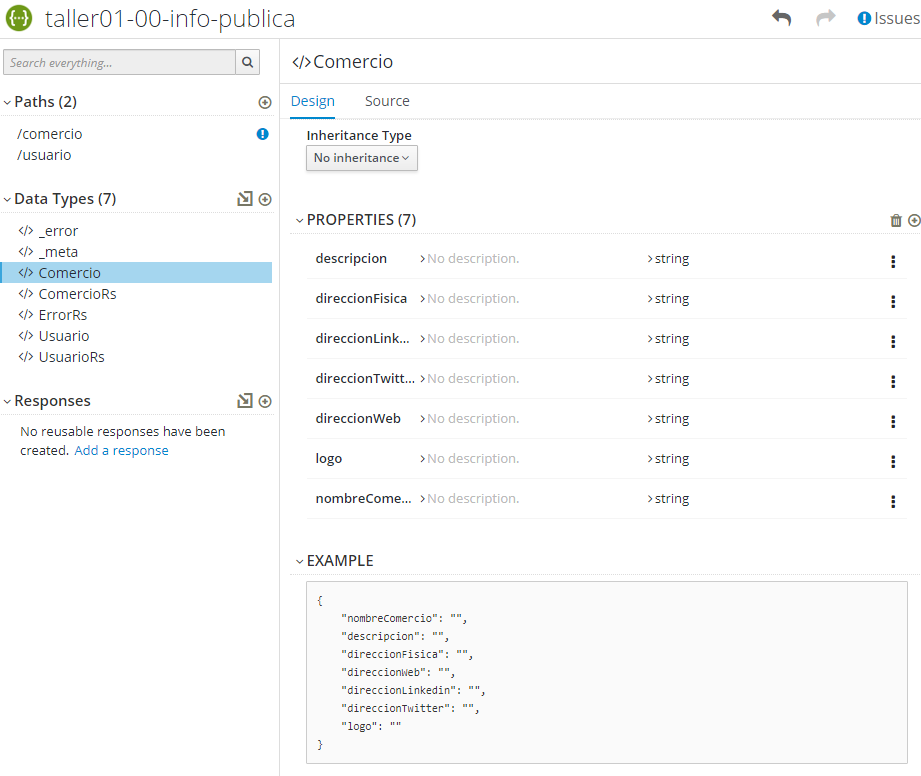 taller01-00-info-publica
Issues
Search everything...
Paths (2)
/comercio
/usuario
Data Types (7)
</> _error
</> _meta
</> Comercio
</> ComercioRs
</> ErrorRs
</> Usuario
</> UsuarioRs
Responses
No reusable responses have been
created. Add a response
</>Comercio
Design Source
Inheritance Type
No inheritance
PROPERTIES (7)
descripcion No description. string
direccionFisica No description. string
direccionLink... No description. string
direccionTwitt... No description. string
direccionWeb No description. string
logo No description. string
nombreCome... No description. string
EXAMPLE
{
"nombreComercio": "",
"descripcion": "",
"direccionFisica": "",
"direccionWeb": "",
"direccionLinkedin": "",
"direccionTwitter": "",
"logo": ""
}